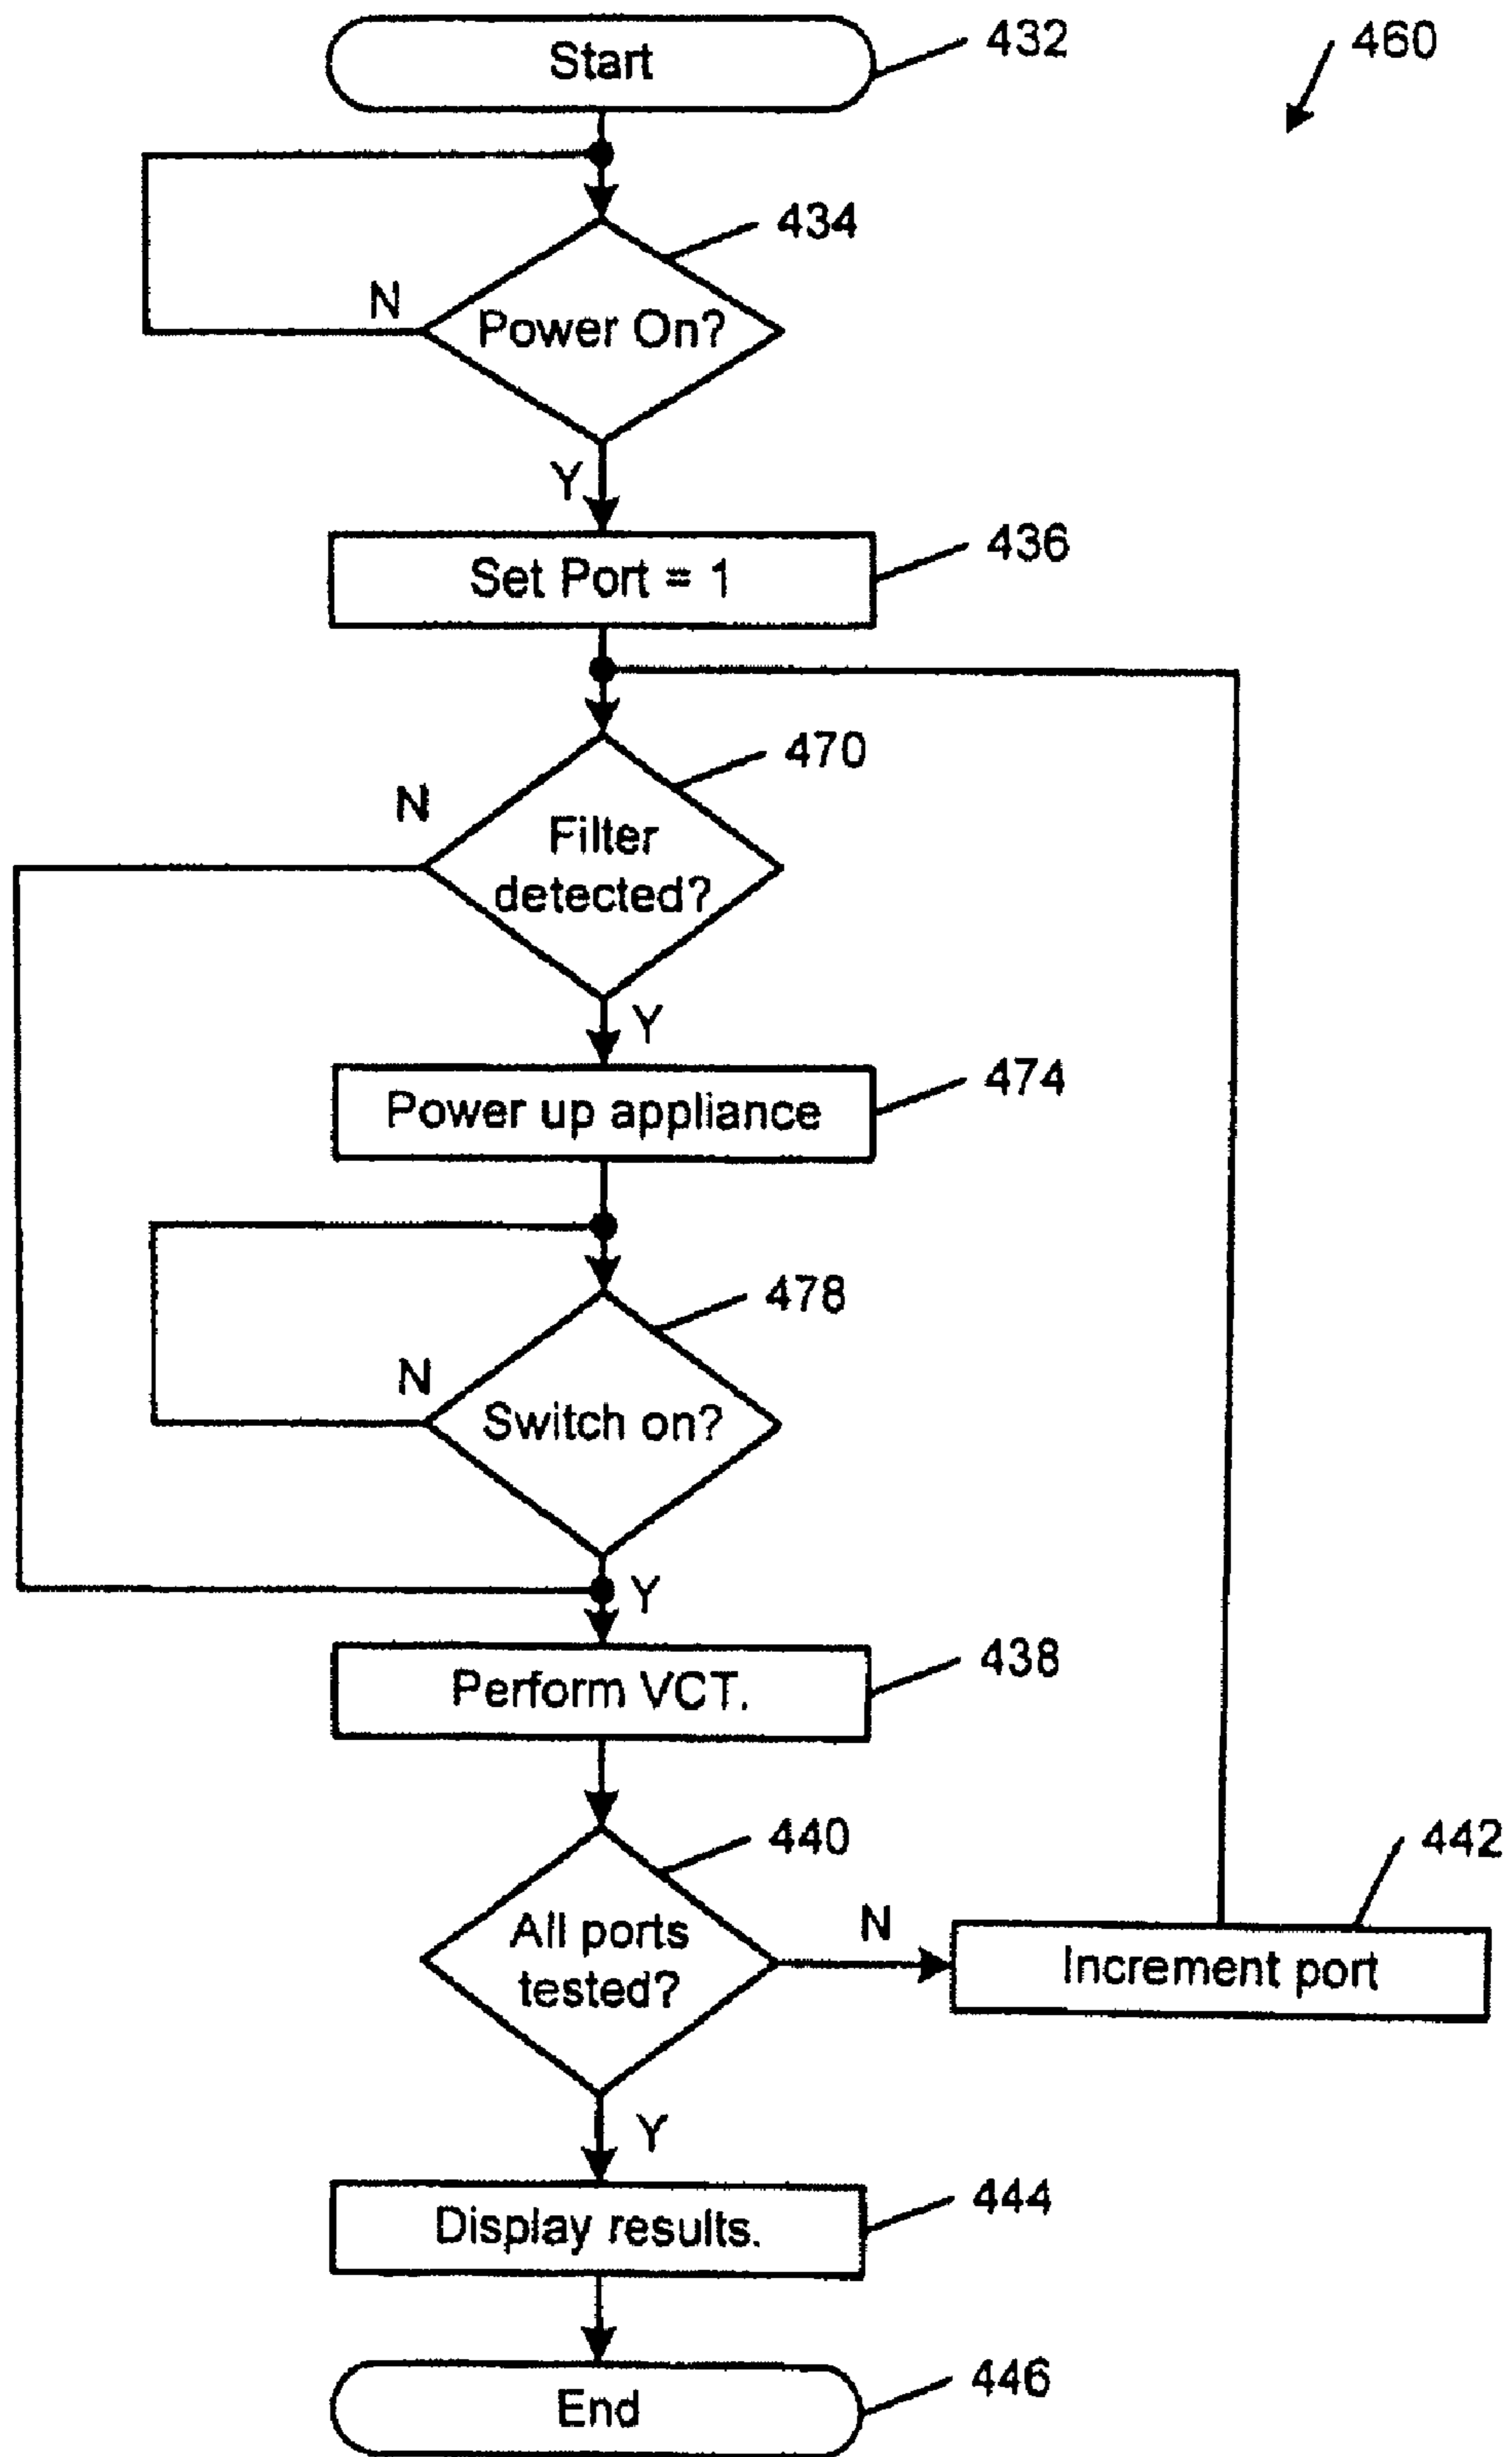 Start
432
460
434
N
Power On?
Y
436
Set Port = 1
470
N
Filter
detected?
Y
474
Power up appliance
478
N
Switch on?
Y
438
Perform VCT.
440
442
All ports
tested?
N
Increment port
Y
444
Display results.
446
End